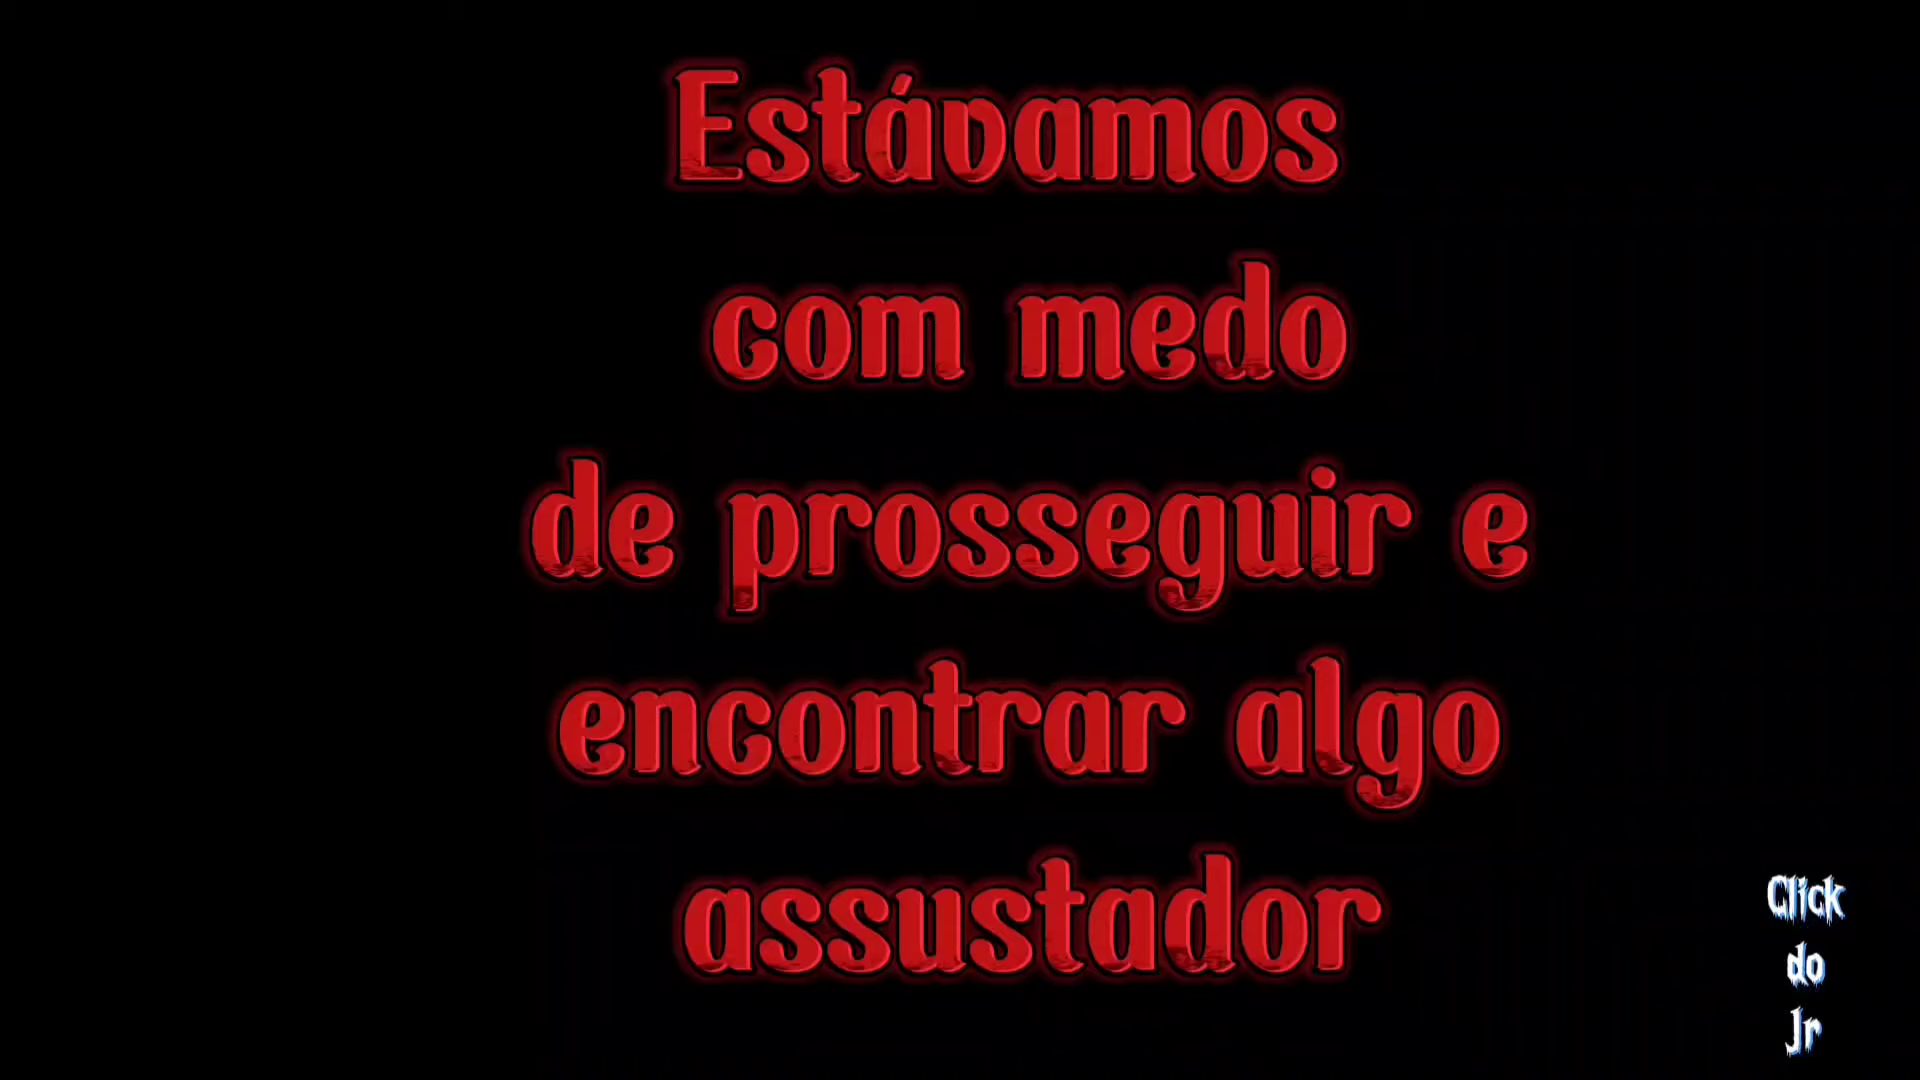 Estávamos
com medo
de prosseguir e
encontrar algo
assustador
Click
do
Jr